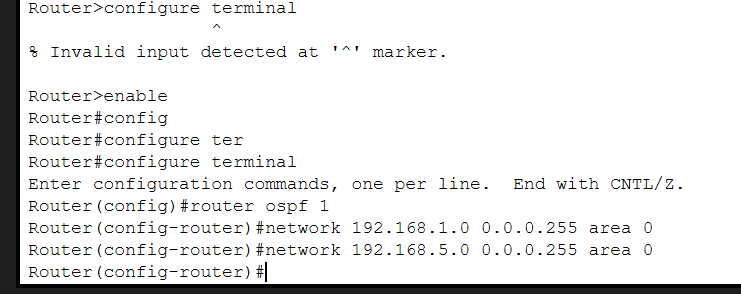 Router>configure terminal
^
% Invalid input detected at '^' marker.
Router>enable
Router#config
Router#configure ter
Router#configure terminal
Enter configuration commands, one per line.  End with CNTL/Z.
Router(config)#router ospf 1
Router(config-router)#network 192.168.1.0 0.0.0.255 area 0
Router(config-router)#network 192.168.5.0 0.0.0.255 area 0
Router(config-router)#